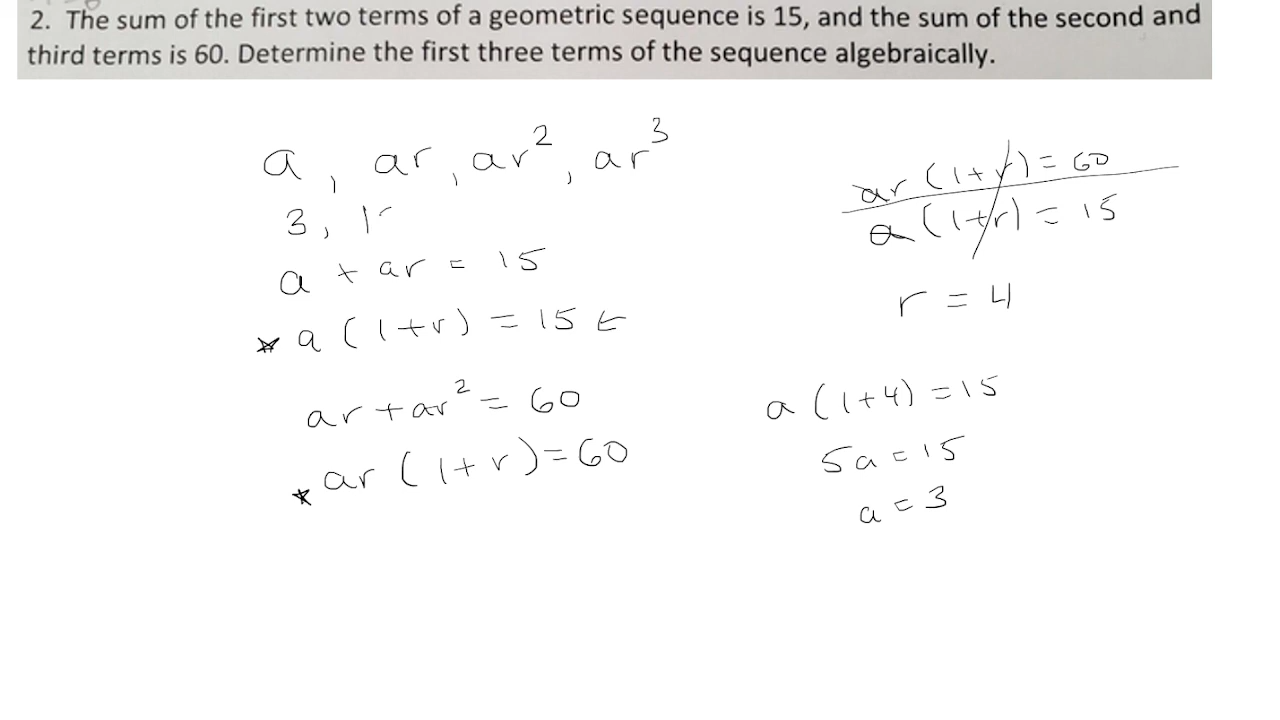 2. The sum of the first two terms of a geometric sequence is 15, and the sum of the second and
third terms is 60. Determine the first three terms of the sequence algebraically.
a, ar, ar², ar³
3, 1
a + ar = 15
* a (1+r) = 15 ←
ar + ar² = 60
* ar (1+r) = 60
ar (1+r) = 60
a (1+r) = 15
r = 4
a (1+4) = 15
5a = 15
a = 3